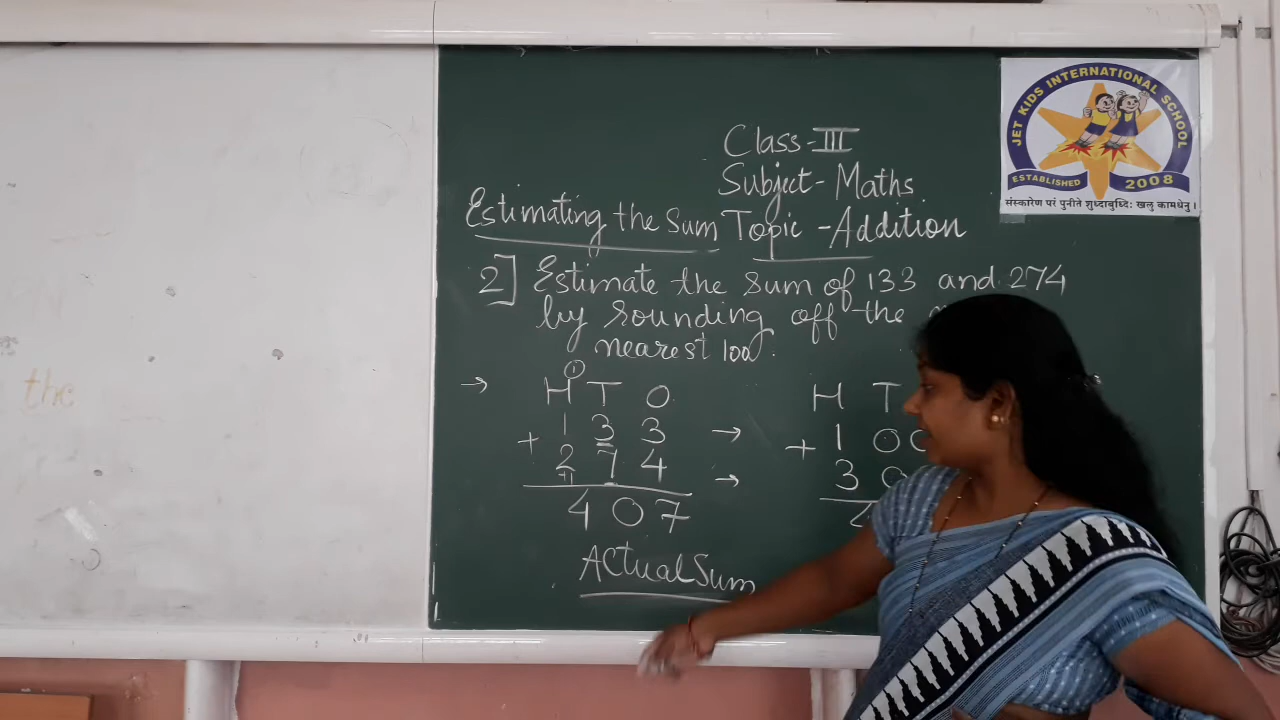 JET KIDS INTERNATIONAL SCHOOL
ESTABLISHED 2008
संस्कारेण परं पुनीते शुध्दाबुध्दिः खलु कामधेनु।
Class-III
Subject-Maths
Estimating the Sum Topic-Addition
2] Estimate the sum of 133 and 274
by rounding off the
nearest 100.
→ H ① T O H T
+ 1 3 3 → + 1 0 0
2 7 4 → 3 0
+1
4 0 7
Actual Sum
the